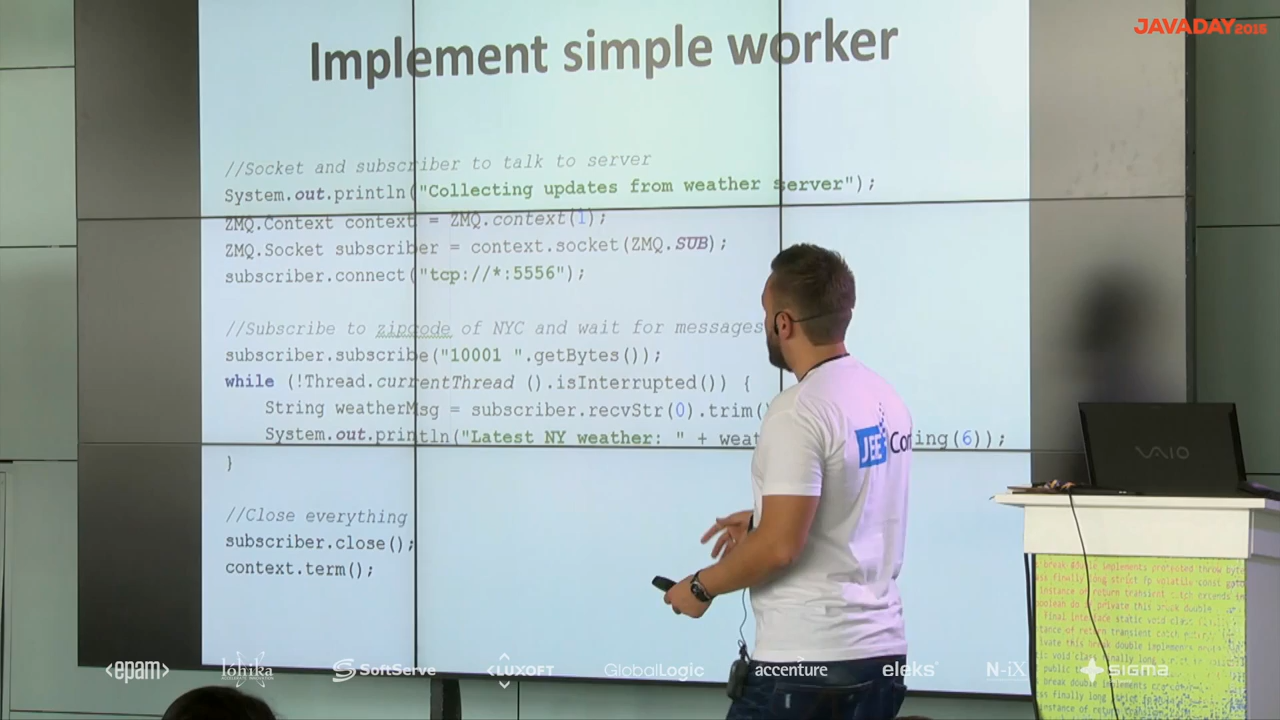 JAVADAY2015
Implement simple worker
//Socket and subscriber to talk to server
System.out.println("Collecting updates from weather server");
ZMQ.Context context = ZMQ.context(1);
ZMQ.Socket subscriber = context.socket(ZMQ.SUB);
subscriber.connect("tcp://*:5556");
//Subscribe to zipcode of NYC and wait for messages
subscriber.subscribe("10001 ".getBytes());
while (!Thread.currentThread ().isInterrupted()) {
String weatherMsg = subscriber.recvStr(0).trim()
System.out.println("Latest NY weather: " + weat ing(6));
}
//Close everything
subscriber.close();
context.term();
JEE Con
VAIO
<epam> lohika SoftServe LUXOFT GlobalLogic accenture eleks N-iX SIGMA